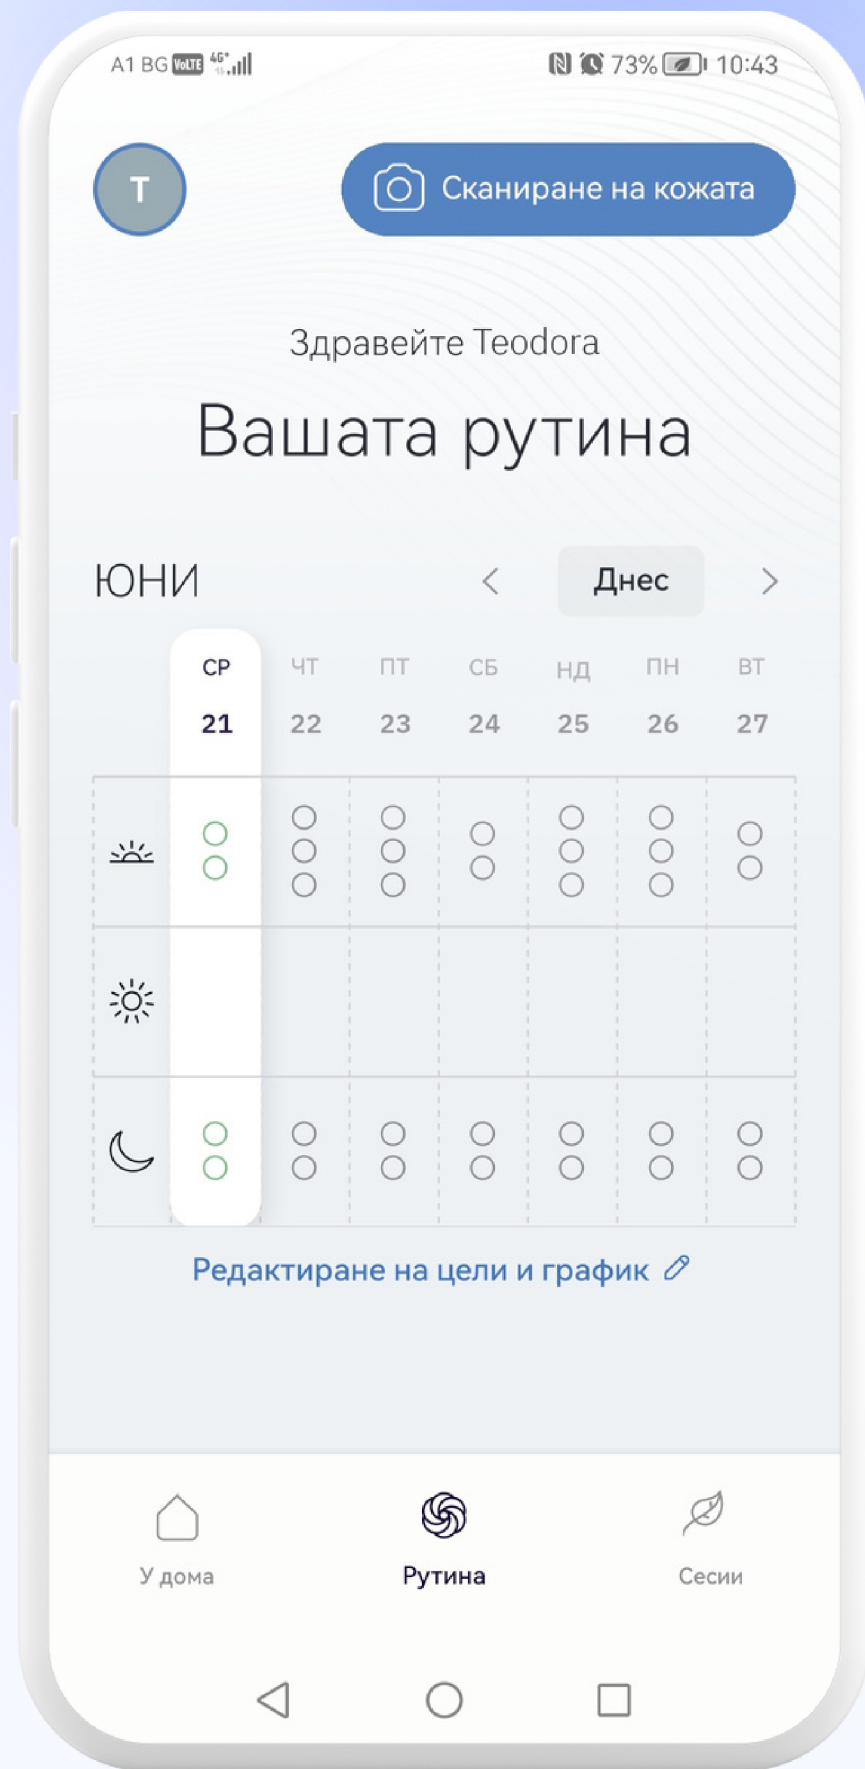 A1 BG VoLTE 4G+ 73% 10:43
T
Сканиране на кожата
Здравейте Teodora
Вашата рутина
ЮНИ < Днес >
СР ЧТ ПТ СБ НД ПН ВТ
21 22 23 24 25 26 27
Редактиране на цели и график
У дома Рутина Сесии